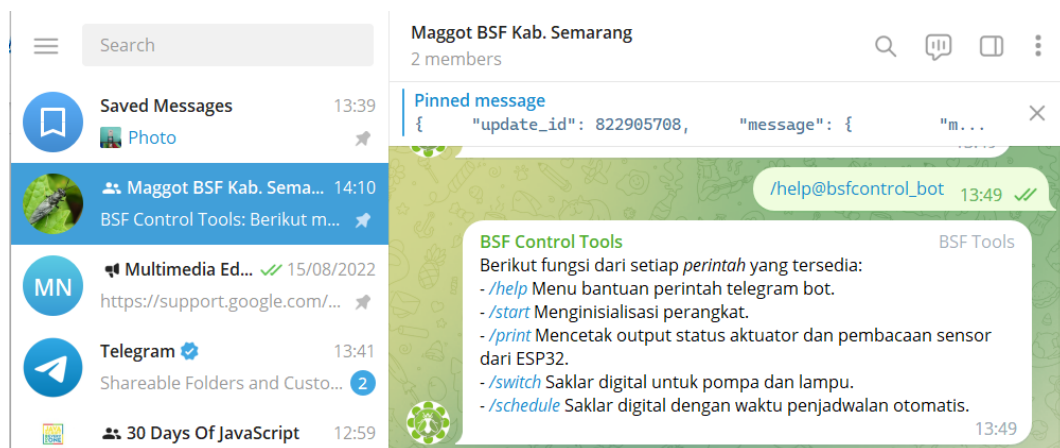 Search
Saved Messages 13:39
Photo
Maggot BSF Kab. Sema... 14:10
BSF Control Tools: Berikut m...
MN
Multimedia Ed... 15/08/2022
https://support.google.com/...
Telegram 13:41
Shareable Folders and Custo... 2
30 Days Of JavaScript 12:59
Maggot BSF Kab. Semarang
2 members
Pinned message
{ "update_id": 822905708, "message": { "m...
/help@bsfcontrol_bot 13:49
BSF Control Tools BSF Tools
Berikut fungsi dari setiap perintah yang tersedia:
- /help Menu bantuan perintah telegram bot.
- /start Menginisialisasi perangkat.
- /print Mencetak output status aktuator dan pembacaan sensor
dari ESP32.
- /switch Saklar digital untuk pompa dan lampu.
- /schedule Saklar digital dengan waktu penjadwalan otomatis.
13:49